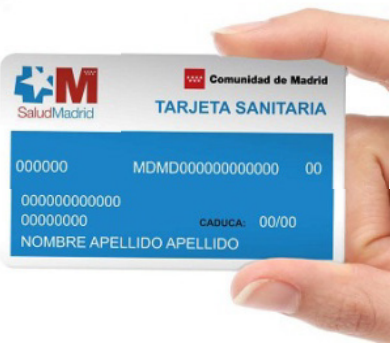 M
SaludMadrid
Comunidad de Madrid
TARJETA SANITARIA
000000 MDMD000000000000 00
000000000000
00000000 CADUCA: 00/00
NOMBRE APELLIDO APELLIDO